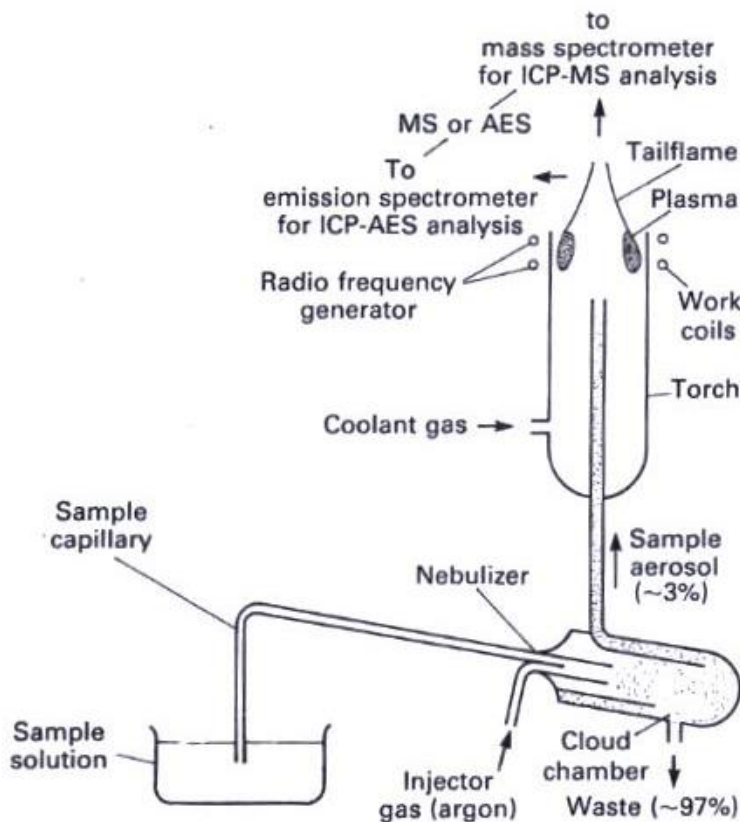 to
mass spectrometer
for ICP-MS analysis
MS or AES
Tailflame
To
emission spectrometer
for ICP-AES analysis
Plasma
Radio frequency
generator
Work
coils
Torch
Coolant gas
Sample
capillary
Sample
aerosol
(~3%)
Nebulizer
Sample
solution
Cloud
chamber
Injector
gas (argon)
Waste (~97%)